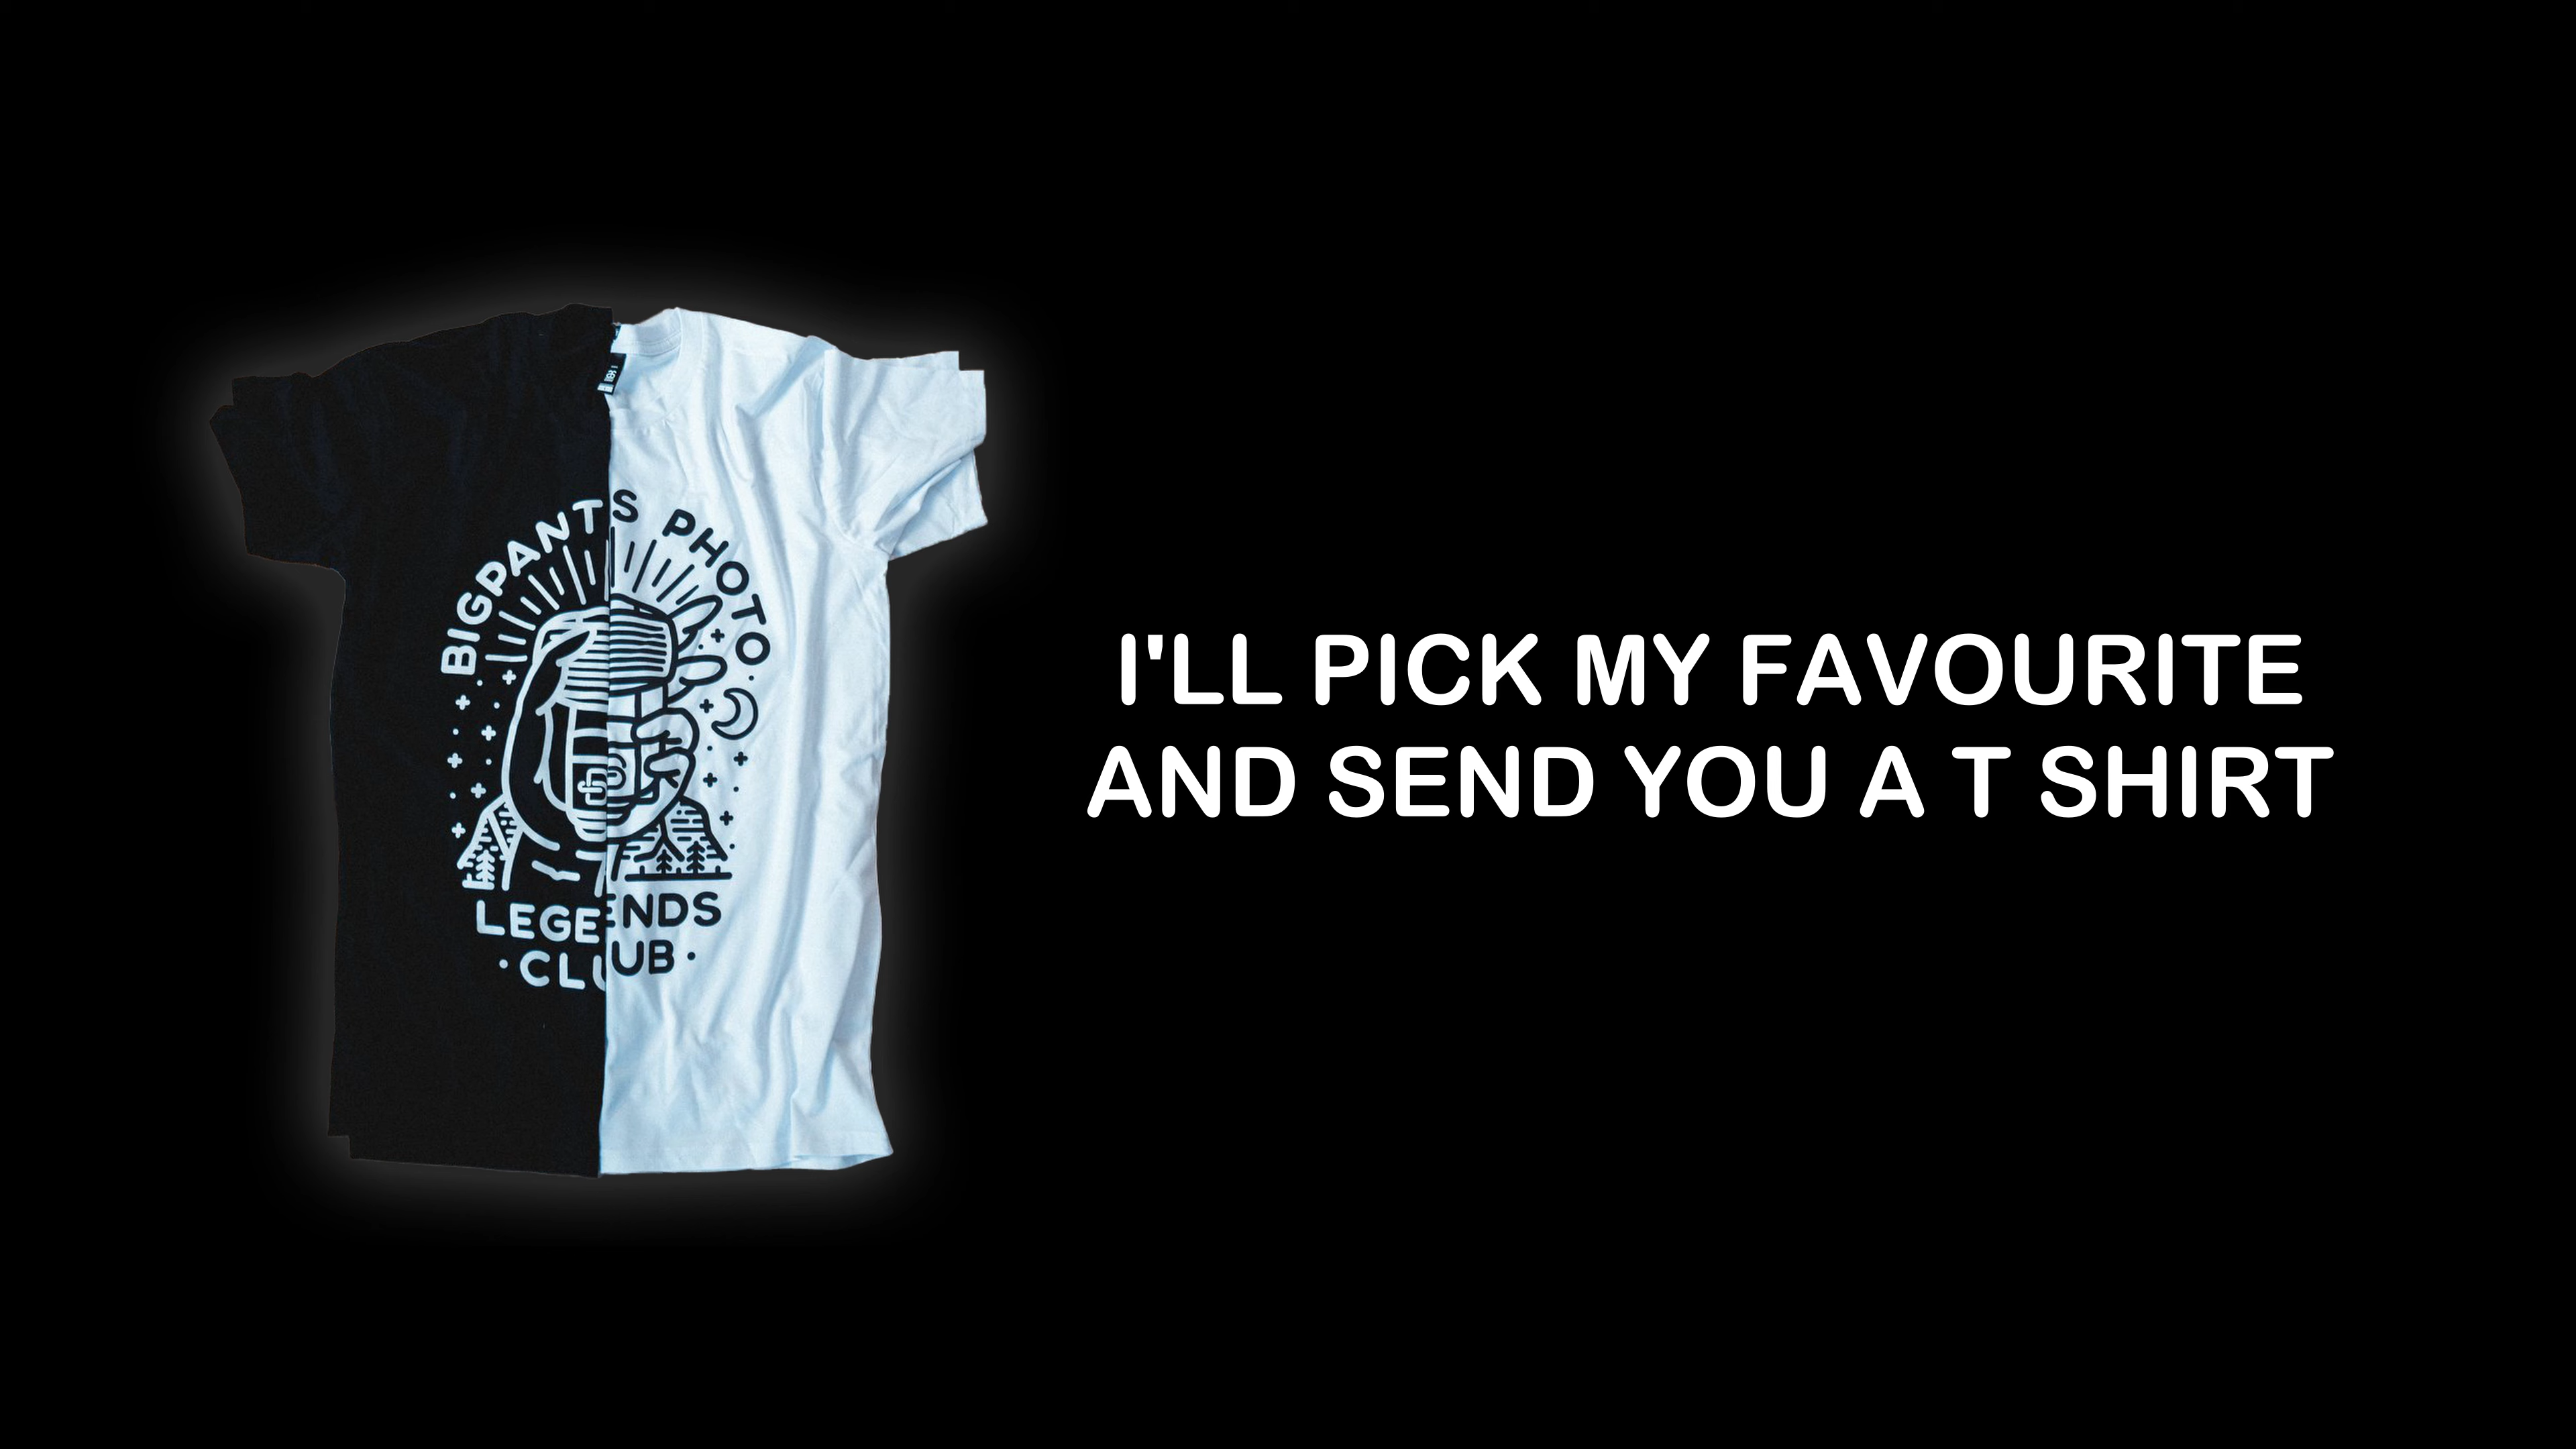 BIGPANTS PHOTO
LEGENDS
· CLUB ·
I'LL PICK MY FAVOURITE
AND SEND YOU A T SHIRT